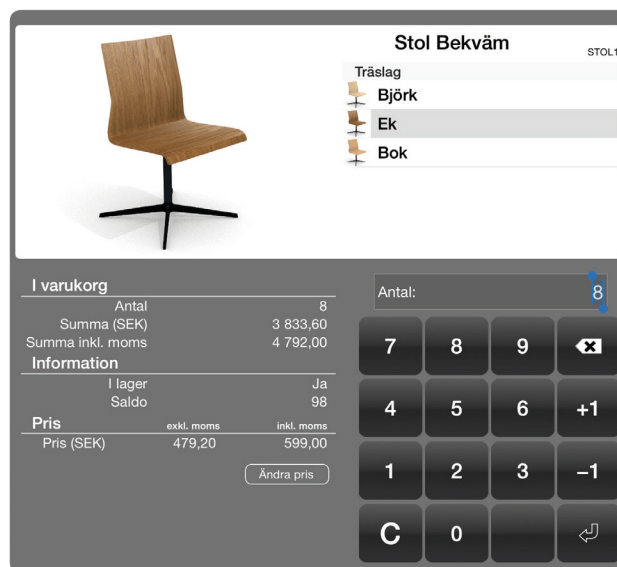 Stol Bekväm
STOL1
Träslag
Björk
Ek
Bok
I varukorg
Antal 8
Summa (SEK) 3 833,60
Summa inkl. moms 4 792,00
Information
I lager Ja
Saldo 98
Pris exkl. moms inkl. moms
Pris (SEK) 479,20 599,00
Ändra pris
Antal: 8
7 8 9
4 5 6 +1
1 2 3 −1
C 0